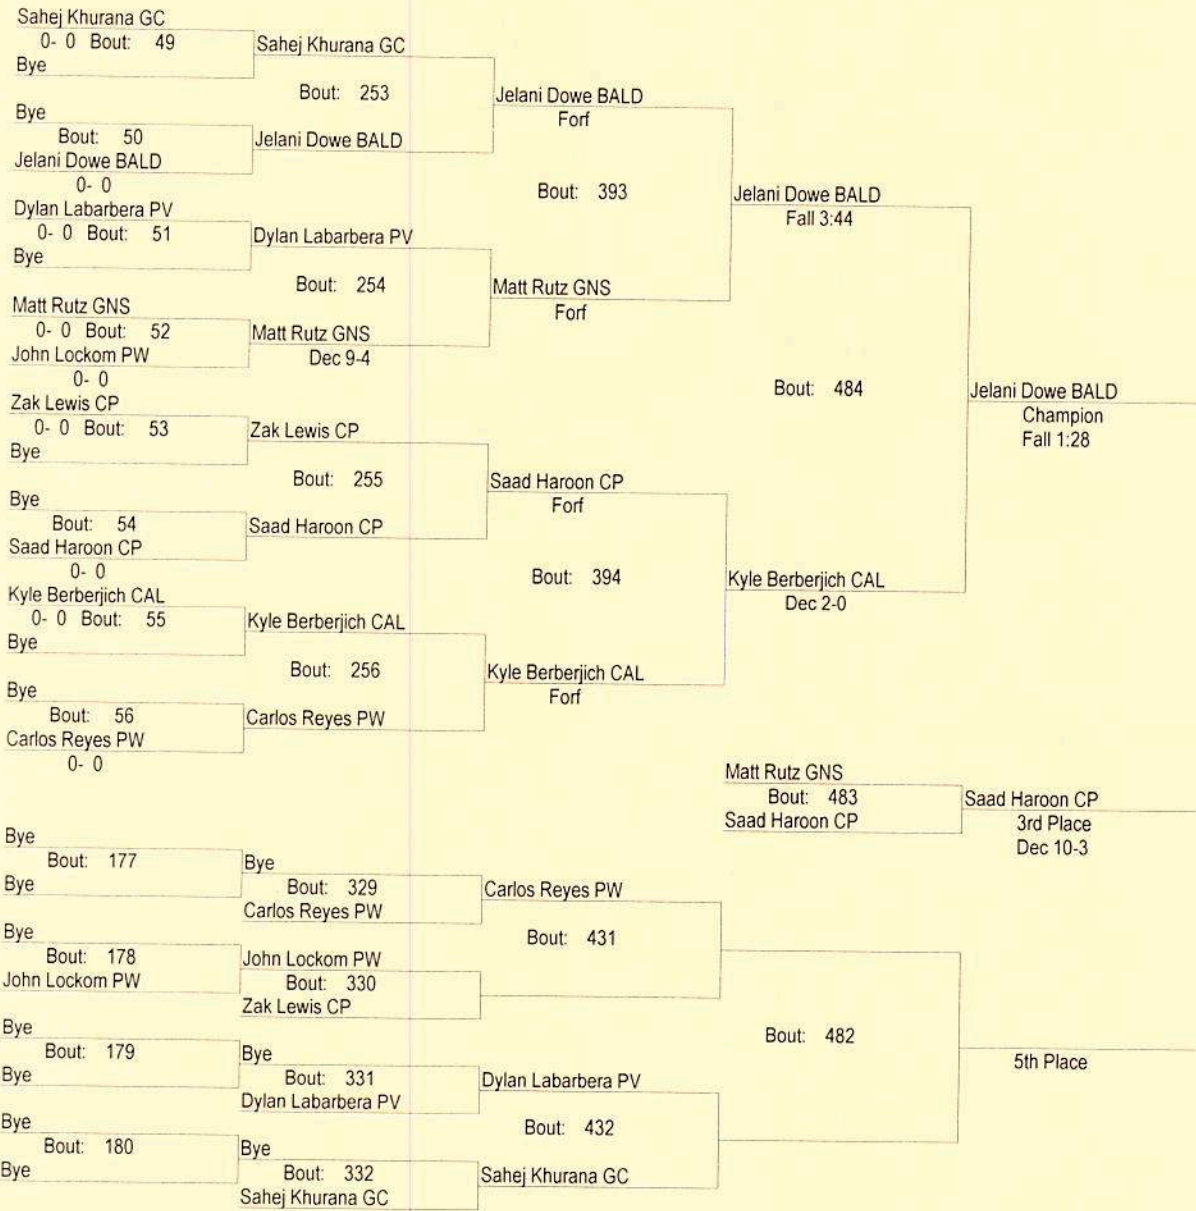 Sahej Khurana GC
0- 0 Bout: 49
Bye
Sahej Khurana GC
Bout: 253
Bye
Bout: 50
Jelani Dowe BALD
0- 0
Jelani Dowe BALD
Jelani Dowe BALD
Forf
Bout: 393
Dylan Labarbera PV
0- 0 Bout: 51
Bye
Dylan Labarbera PV
Bout: 254
Matt Rutz GNS
0- 0 Bout: 52
John Lockom PW
0- 0
Matt Rutz GNS
Dec 9-4
Matt Rutz GNS
Forf
Jelani Dowe BALD
Fall 3:44
Bout: 484
Jelani Dowe BALD
Champion
Fall 1:28
Zak Lewis CP
0- 0 Bout: 53
Bye
Zak Lewis CP
Bout: 255
Bye
Bout: 54
Saad Haroon CP
0- 0
Saad Haroon CP
Saad Haroon CP
Forf
Bout: 394
Kyle Berberjich CAL
0- 0 Bout: 55
Bye
Kyle Berberjich CAL
Bout: 256
Bye
Bout: 56
Carlos Reyes PW
0- 0
Carlos Reyes PW
Kyle Berberjich CAL
Forf
Kyle Berberjich CAL
Dec 2-0
Matt Rutz GNS
Bout: 483
Saad Haroon CP
Saad Haroon CP
3rd Place
Dec 10-3
Bye
Bout: 177
Bye
Bye
Bout: 329
Carlos Reyes PW
Carlos Reyes PW
Bout: 431
Bye
Bout: 178
John Lockom PW
John Lockom PW
Bout: 330
Zak Lewis CP
Bout: 482
5th Place
Bye
Bout: 179
Bye
Bye
Bout: 331
Dylan Labarbera PV
Dylan Labarbera PV
Bout: 432
Bye
Bout: 180
Bye
Bye
Bout: 332
Sahej Khurana GC
Sahej Khurana GC